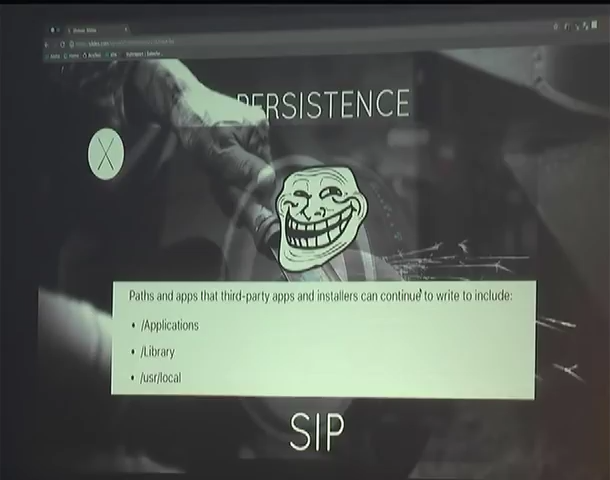 PERSISTENCE
X
Paths and apps that third-party apps and installers can continue to write to include:
• /Applications
• /Library
• /usr/local
SIP